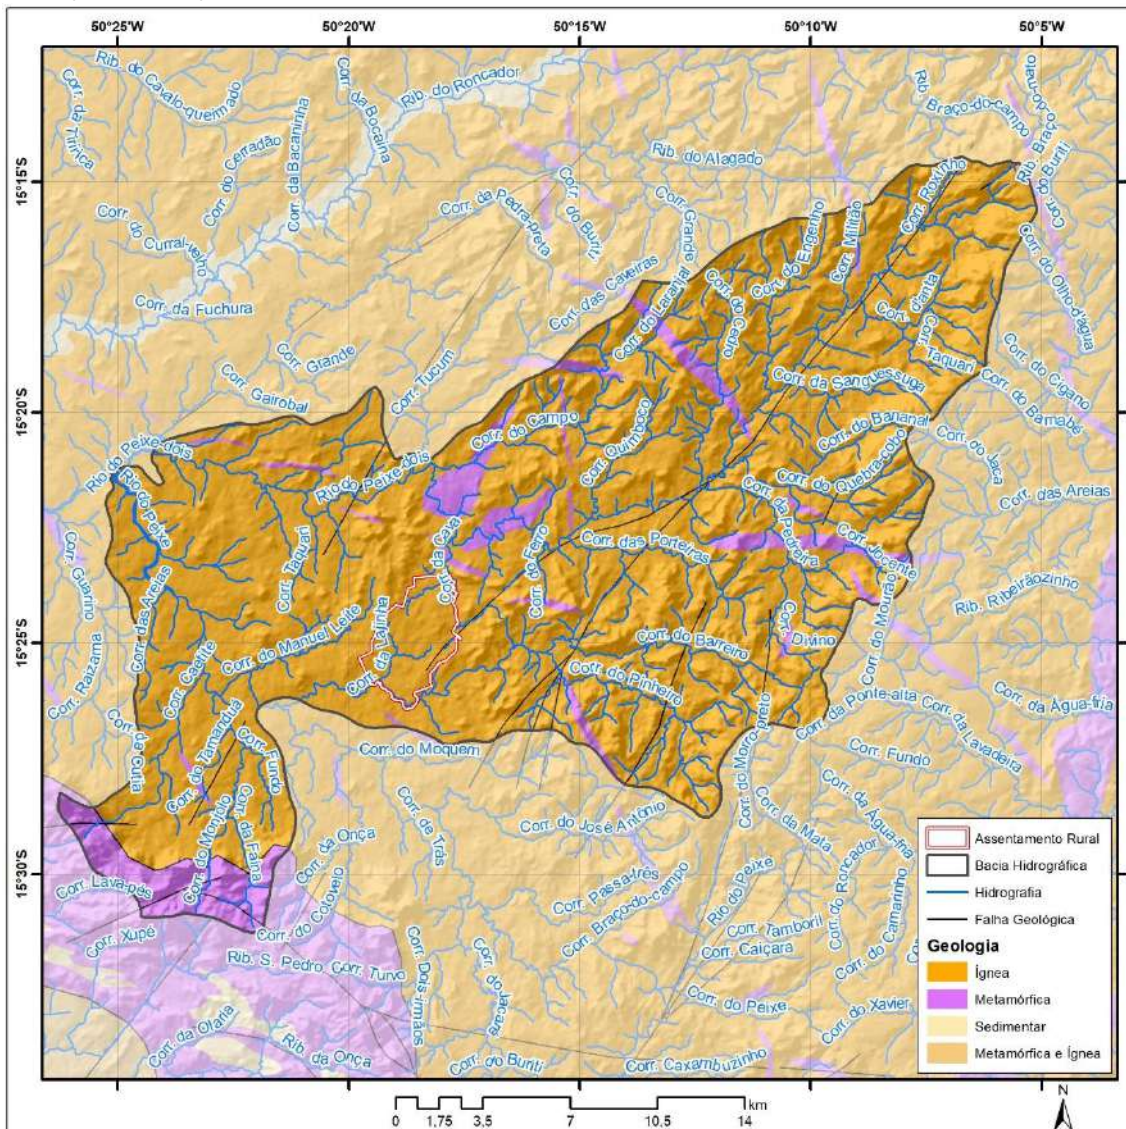 50°25'W
50°20'W
50°15'W
50°10'W
50°5'W
Rib. do Cavalo-queimado
Corr. da Tiririca
Corr. do Cerradão
Corr. da Bacaninha
Corr. da Bocaina
Rib. do Roncador
Rib. do Alagado
Rib. Braço-do-campo
Rib. Braço-do-meio
Corr. do Buriti
15°15'S
Corr. do Curral-velho
Corr. da Fuchura
Corr. da Pedra-preta
Corr. do Buriti
Corr. das Caveiras
Corr. Grande
Corr. do Laranjal
Corr. do Cedro
Corr. do Engenho
Corr. Militão
Corr. Roxinho
Corr. d'anta
Corr. Taquari
Corr. do Olho-d'agua
Corr. do Cigano
Corr. do Barnabé
Corr. Grande
Corr. Tucum
Corr. Gairobal
Corr. da Sanguessuga
15°20'S
Rio do Peixe-dois
Rio do Peixe
Rio do Peixe-dois
Corr. do Campo
Corr. Quimboco
Corr. do Bananal
Corr. do Quebra-cobo
Corr. do Jaca
Corr. das Areias
Corr. Guarino
Corr. Raizama
Corr. das Areias
Corr. Taquari
Corr. da Cava
Corr. do Ferro
Corr. das Porteiras
Corr. da Pedreira
Corr. Jocente
Corr. do Mourão
Rib. Ribeirãozinho
15°25'S
Corr. Caetite
Corr. do Manuel Leite
Corr. da Lajinha
Corr. do Barreiro
Corr. Divino
Corr. do Pinheiro
Corr. do Morro-preto
Corr. da Ponte-alta
Corr. da Lavadeira
Corr. da Água-fria
Corr. da Cutia
Corr. do Tamanduá
Corr. Fundo
Corr. do Moquem
Corr. Fundo
Corr. do Monjolo
Corr. da Faina
Corr. da Onça
Corr. de Trás
Corr. do José Antônio
Corr. da Mata
Corr. da Água-fria
15°30'S
Corr. Lava-pés
Corr. Xupé
Corr. do Cotovelo
Rib. S. Pedro
Corr. Turvo
Corr. Dois-irmãos
Corr. do Jacaré
Corr. Passa-três
Corr. Braço-do-campo
Rio do Peixe
Corr. Tamboril
Corr. Caiçara
Corr. do Roncador
Corr. do Camarinho
Corr. do Peixe
Corr. do Xavier
Corr. da Olaria
Rib. da Onça
Corr. do Buriti
Corr. Caxambuzinho
Assentamento Rural
Bacia Hidrográfica
Hidrografia
Falha Geológica
Geologia
Ígnea
Metamórfica
Sedimentar
Metamórfica e Ígnea
km
0 1,75 3,5 7 10,5 14
N